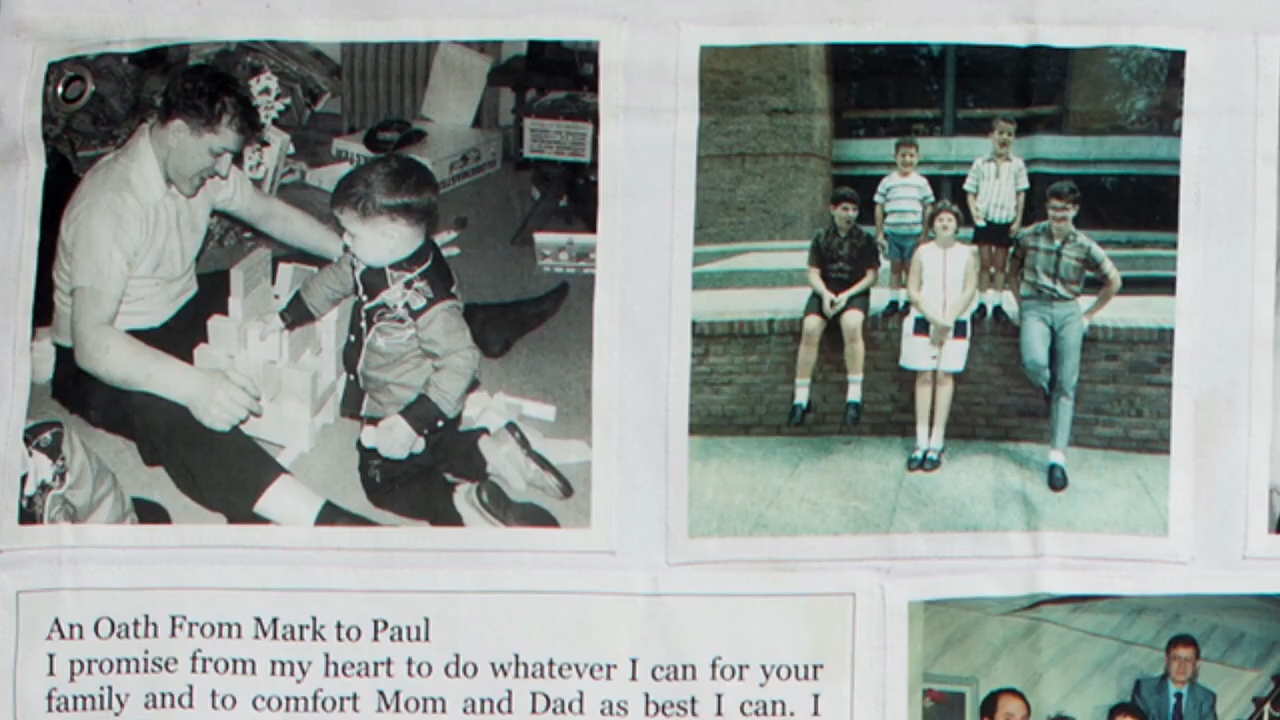 An Oath From Mark to Paul
I promise from my heart to do whatever I can for your
family and to comfort Mom and Dad as best I can. I